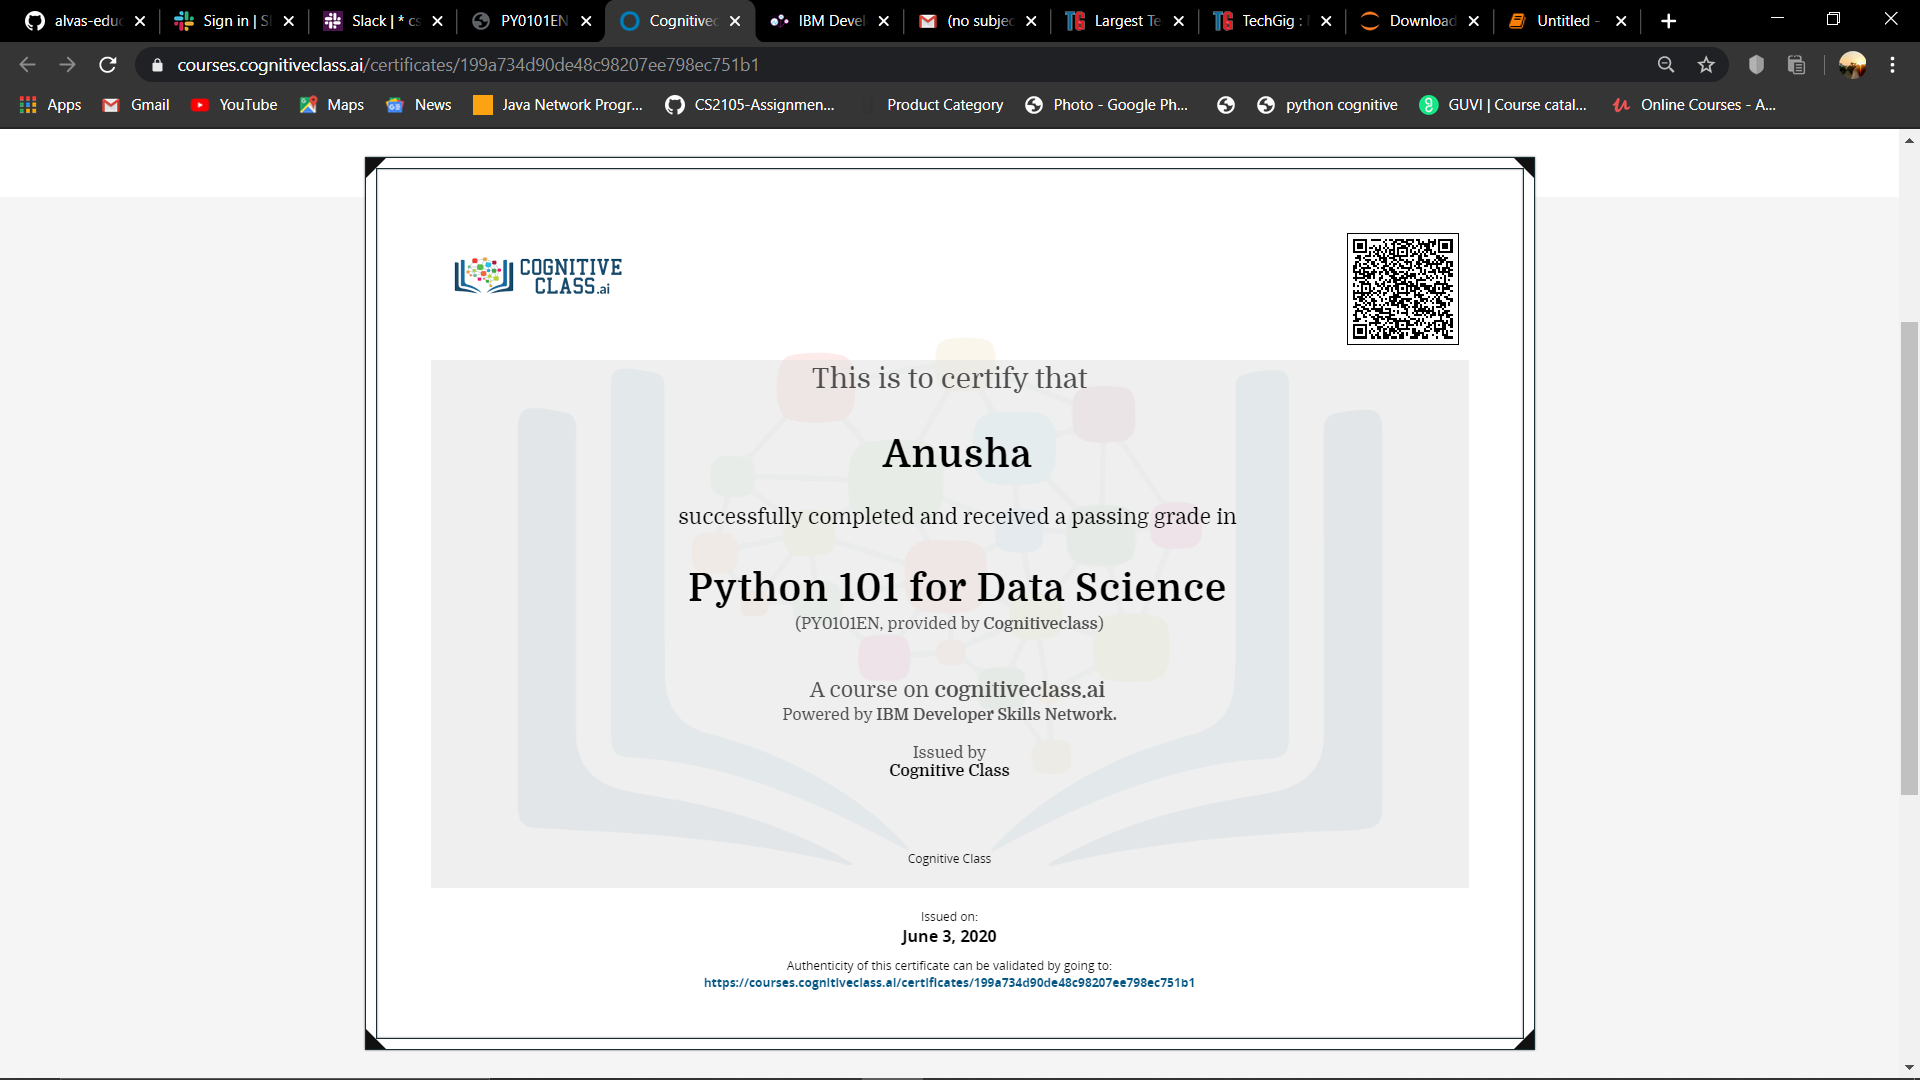 alvas-educ
Sign in | Sl
Slack | * cs
PY0101EN
Cognitivec
IBM Devel
(no subjec
Largest Te
TechGig :
Download
Untitled -
courses.cognitiveclass.ai/certificates/199a734d90de48c98207ee798ec751b1
Apps
Gmail
YouTube
Maps
News
Java Network Progr...
CS2105-Assignmen...
Product Category
Photo - Google Ph...
python cognitive
GUVI | Course catal...
Online Courses - A...
COGNITIVE
CLASS.ai
This is to certify that
Anusha
successfully completed and received a passing grade in
Python 101 for Data Science
(PY0101EN, provided by Cognitiveclass)
A course on cognitiveclass.ai
Powered by IBM Developer Skills Network.
Issued by
Cognitive Class
Cognitive Class
Issued on:
June 3, 2020
Authenticity of this certificate can be validated by going to:
https://courses.cognitiveclass.ai/certificates/199a734d90de48c98207ee798ec751b1